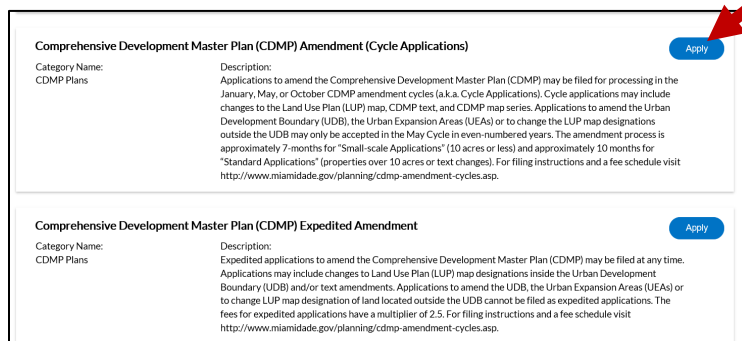 Comprehensive Development Master Plan (CDMP) Amendment (Cycle Applications)
Apply
Category Name:
CDMP Plans
Description:
Applications to amend the Comprehensive Development Master Plan (CDMP) may be filed for processing in the
January, May, or October CDMP amendment cycles (a.k.a. Cycle Applications). Cycle applications may include
changes to the Land Use Plan (LUP) map, CDMP text, and CDMP map series. Applications to amend the Urban
Development Boundary (UDB), the Urban Expansion Areas (UEAs) or to change the LUP map designations
outside the UDB may only be accepted in the May Cycle in even-numbered years. The amendment process is
approximately 7-months for "Small-scale Applications" (10 acres or less) and approximately 10 months for
"Standard Applications" (properties over 10 acres or text changes). For filing instructions and a fee schedule visit
http://www.miamidade.gov/planning/cdmp-amendment-cycles.asp.
Comprehensive Development Master Plan (CDMP) Expedited Amendment
Apply
Category Name:
CDMP Plans
Description:
Expedited applications to amend the Comprehensive Development Master Plan (CDMP) may be filed at any time.
Applications may include changes to Land Use Plan (LUP) map designations inside the Urban Development
Boundary (UDB) and/or text amendments. Applications to amend the UDB, the Urban Expansion Areas (UEAs) or
to change LUP map designation of land located outside the UDB cannot be filed as expedited applications. The
fees for expedited applications have a multiplier of 2.5. For filing instructions and a fee schedule visit
http://www.miamidade.gov/planning/cdmp-amendment-cycles.asp.